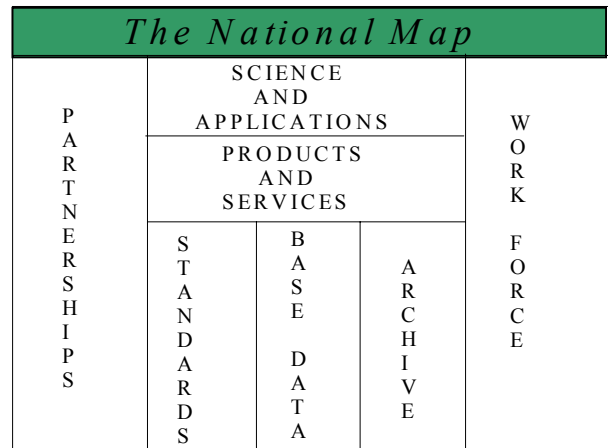 The National Map
PARTNERSHIPS
SCIENCE
AND
APPLICATIONS
PRODUCTS
AND
SERVICES
STANDARDS
BASE DATA
ARCHIVE
WORK FORCE